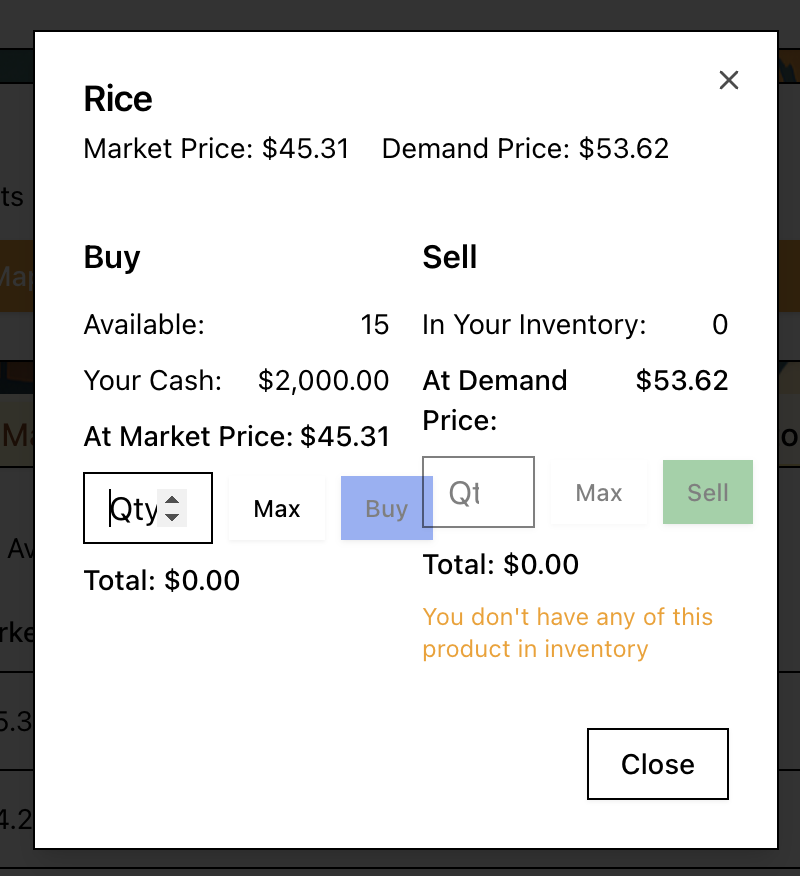 Rice
Market Price: $45.31 Demand Price: $53.62
Buy
Available: 15
Your Cash: $2,000.00
At Market Price: $45.31
Qty Max Buy
Total: $0.00
Sell
In Your Inventory: 0
At Demand $53.62
Price:
Qt Max Sell
Total: $0.00
You don't have any of this
product in inventory
Close